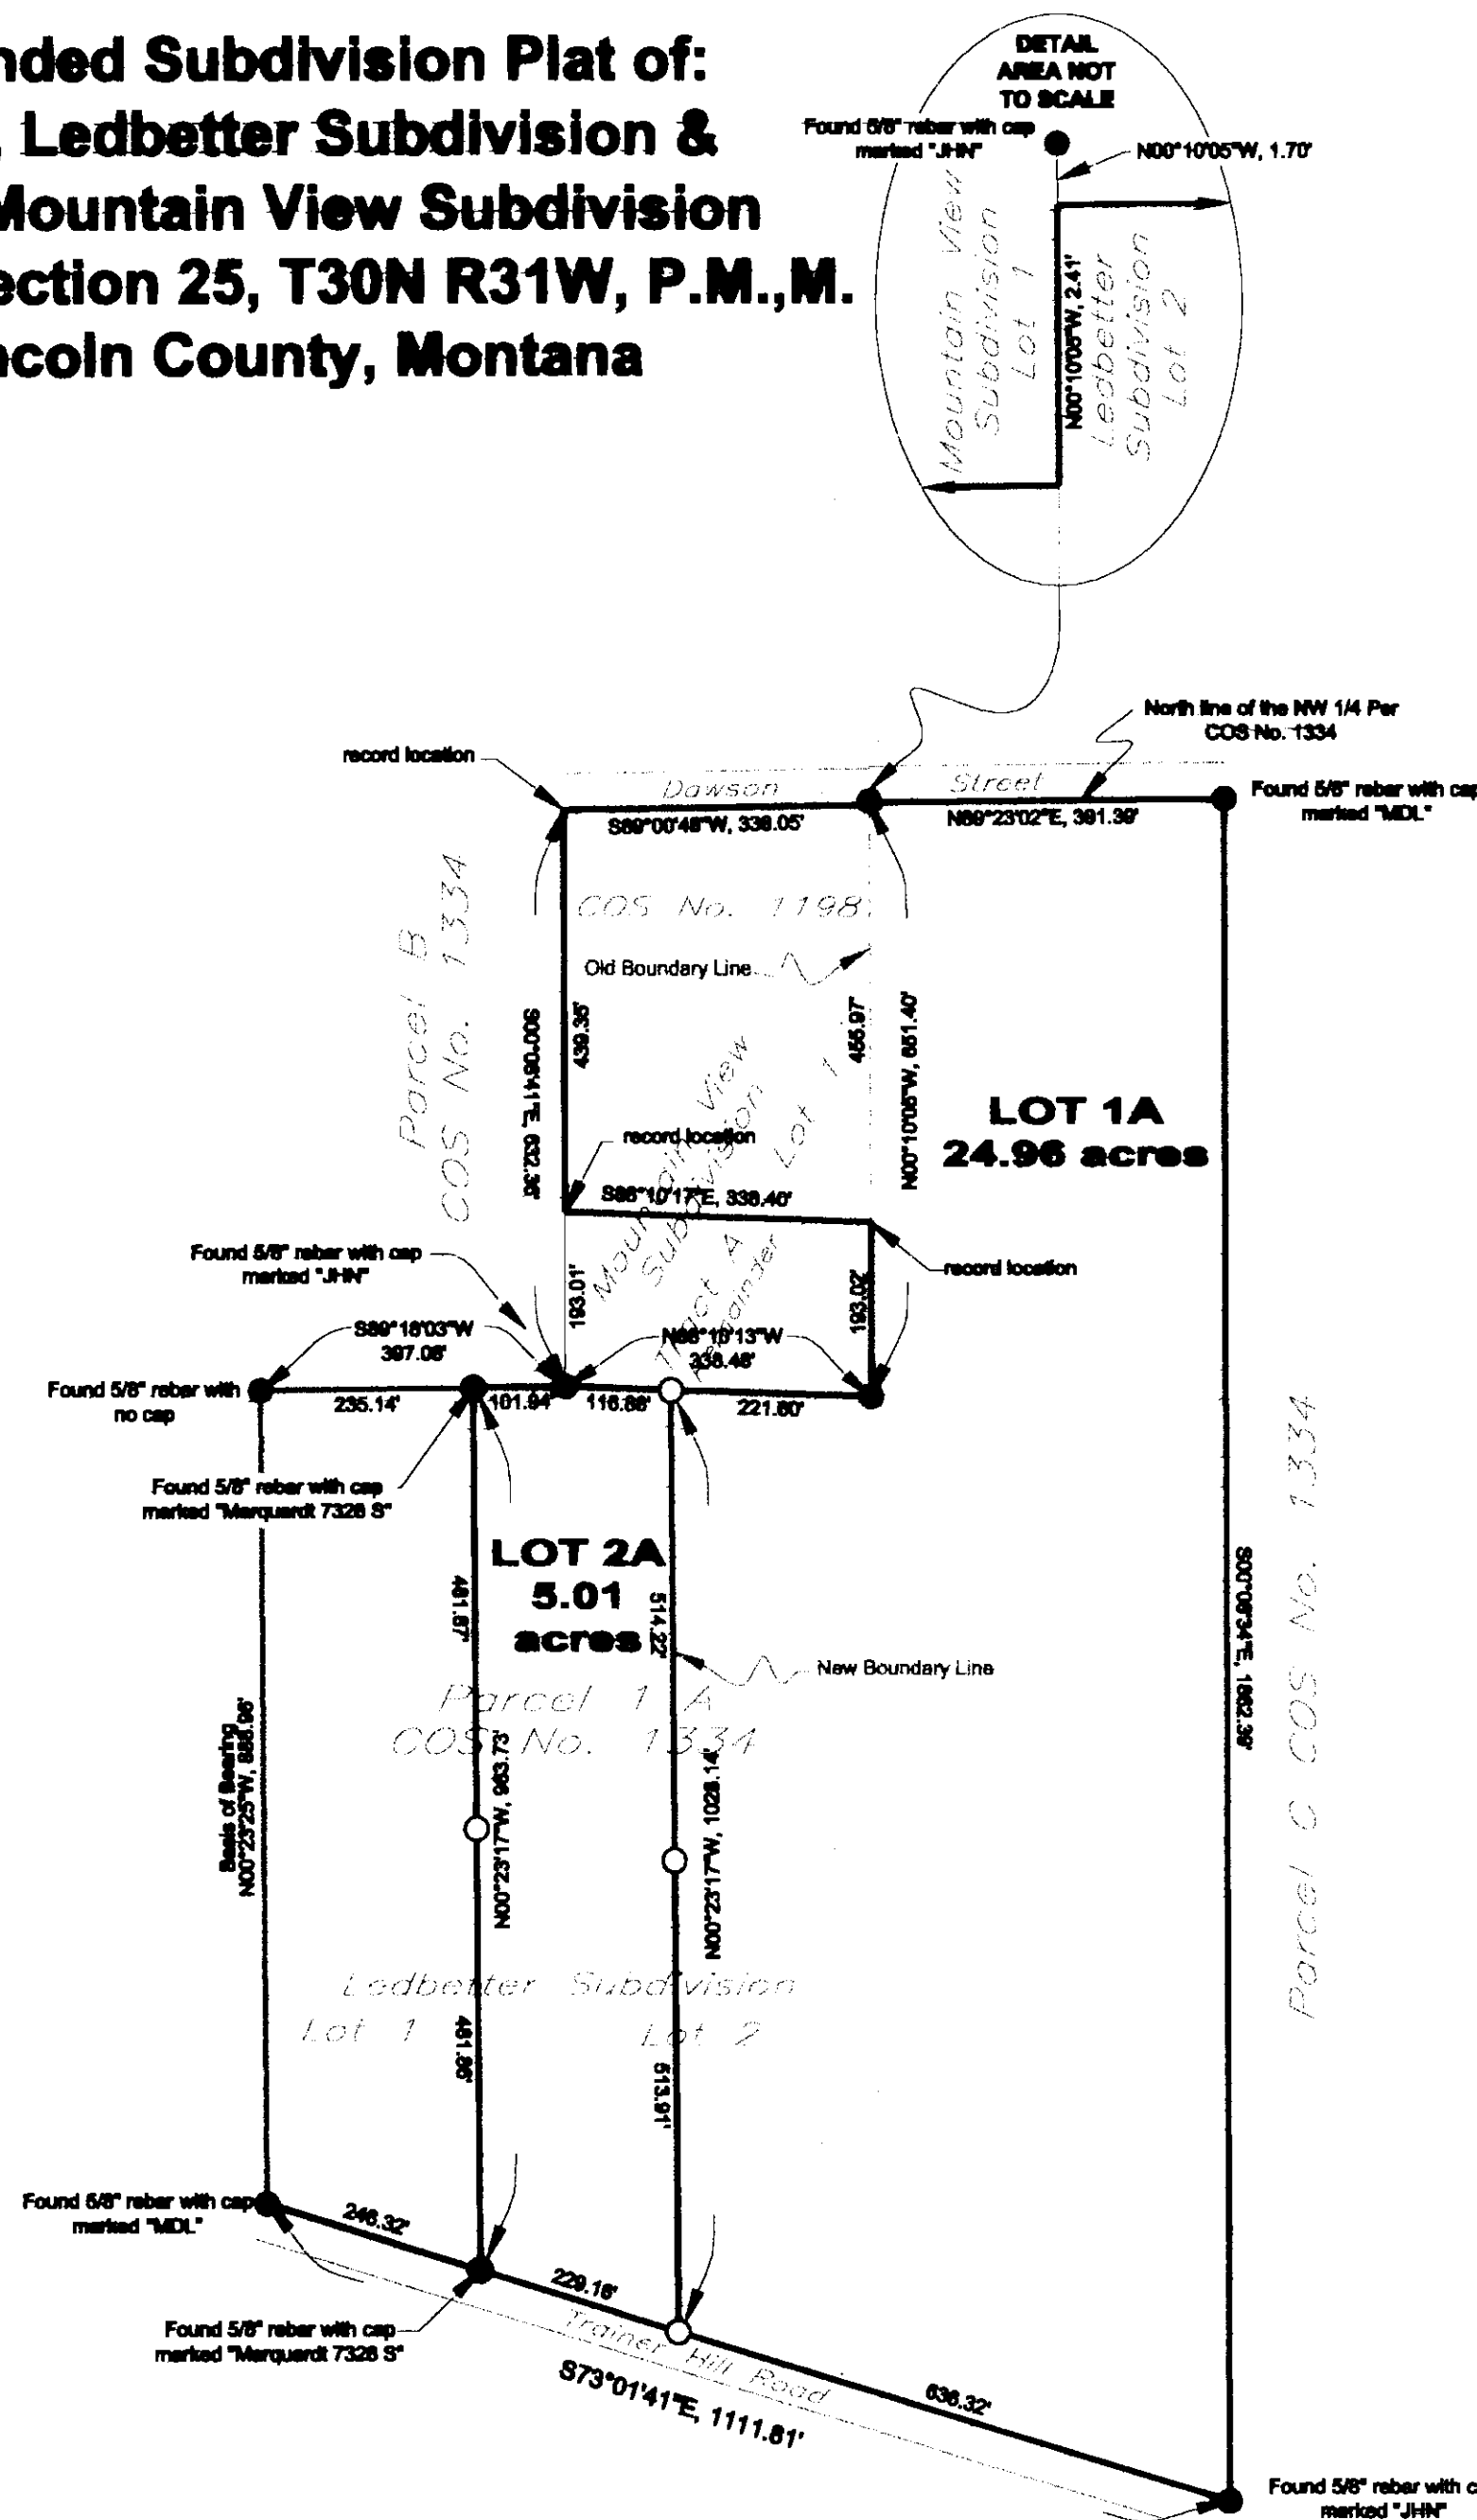 nded Subdivision Plat of:
Ledbetter Subdivision &
Mountain View Subdivision
ection 25, T30N R31W, P.M.,M.
ncoln County, Montana
DETAIL
AREA NOT
TO SCALE
Found 5/8" rebar with cap
marked "JHN"
N00°10'05"W, 1.70'
Mountain View
Subdivision
Lot 1
N00°10'05"W, 2.41'
Ledbetter
Subdivision
Lot 2
North line of the NW 1/4 Per
COS No. 1334
record location
Dawson Street
Found 5/8" rebar with cap
marked "MDL"
S89°00'48"W, 338.05'
N89°23'02"E, 391.39'
Parcel B
COS No. 1334
COS No. 1198
Old Boundary Line
S00°08'41"E, 632.36'
439.35'
455.97'
N00°10'05"W, 651.40'
LOT 1A
24.96 acres
Mountain View
Subdivision
Lot 1
record location
S88°10'17"E, 338.40'
Tract A
Remainder
Found 5/8" rebar with cap
marked "JHN"
193.01'
193.02'
record location
S89°18'03"W
397.08'
N88°10'13"W
338.48'
Found 5/8" rebar with
no cap
235.14'
101.94'
116.88'
221.60'
Found 5/8" rebar with cap
marked "Marquardt 7328 S"
LOT 2A
5.01
acres
481.87'
514.22'
New Boundary Line
Parcel 1 A
COS No. 1334
Basis of Bearing
N00°23'25"W, 888.96'
N00°23'17"W, 963.73'
N00°23'17"W, 1028.14'
S00°08'34"E, 1882.39'
Parcel C COS No. 1334
Ledbetter Subdivision
Lot 1
Lot 2
481.86'
513.91'
Found 5/8" rebar with cap
marked "MDL"
246.32'
229.18'
Found 5/8" rebar with cap
marked "Marquardt 7328 S"
Trainer Hill Road
S73°01'41"E, 1111.81'
636.32'
Found 5/8" rebar with c
marked "JHN"